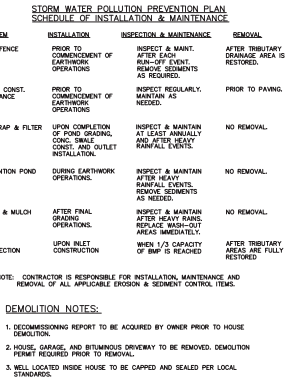 STORM WATER POLLUTION PREVENTION PLAN
SCHEDULE OF INSTALLATION & MAINTENANCE
EM INSTALLATION INSPECTION & MAINTENANCE REMOVAL
FENCE PRIOR TO INSPECT & MAINT. AFTER TRIBUTARY
COMMENCEMENT OF AFTER EACH DRAINAGE AREA IS
EARTHWORK RUN-OFF EVENT. RESTORED.
OPERATIONS REMOVE SEDIMENTS
AS REQUIRED.
CONST. PRIOR TO INSPECT REGULARLY. PRIOR TO PAVING.
ANCE COMMENCEMENT OF MAINTAIN AS
EARTHWORK NEEDED.
OPERATIONS
RAP & FILTER UPON COMPLETION INSPECT & MAINTAIN NO REMOVAL.
OF POND GRADING, AT LEAST ANNUALLY
CONC. SWALE AND AFTER HEAVY
CONST. AND OUTLET RAINFALL EVENTS.
INSTALLATION.
NTION POND DURING EARTHWORK INSPECT & MAINTAIN NO REMOVAL.
OPERATIONS. AFTER HEAVY
RAINFALL EVENTS.
REMOVE SEDIMENTS
AS NEEDED.
& MULCH AFTER FINAL INSPECT & MAINTAIN NO REMOVAL
GRADING AFTER HEAVY RAINS.
OPERATIONS. REPLACE WASH-OUT
AREAS IMMEDIATELY.
UPON INLET WHEN 1/3 CAPACITY AFTER TRIBUTARY
ECTION CONSTRUCTION OF BMP IS REACHED AREAS ARE FULLY
RESTORED
NOTE: CONTRACTOR IS RESPONSIBLE FOR INSTALLATION, MAINTENANCE AND
REMOVAL OF ALL APPLICABLE EROSION & SEDIMENT CONTROL ITEMS.
DEMOLITION NOTES:
1. DECOMMISSIONING REPORT TO BE ACQUIRED BY OWNER PRIOR TO HOUSE
DEMOLITION.
2. HOUSE, GARAGE, AND BITUMINOUS DRIVEWAY TO BE REMOVED. DEMOLITION
PERMIT REQUIRED PRIOR TO REMOVAL.
3. WELL LOCATED INSIDE HOUSE TO BE CAPPED AND SEALED PER LOCAL
STANDARDS.